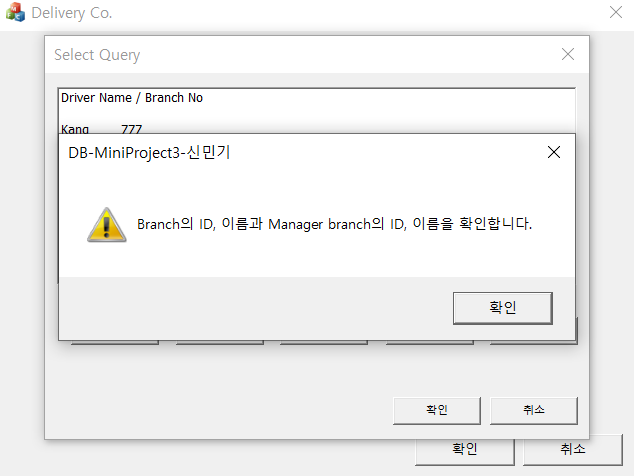 Delivery Co.
Select Query
Driver Name / Branch No
Kang 777
DB-MiniProject3-신민기
Branch의 ID, 이름과 Manager branch의 ID, 이름을 확인합니다.
확인
확인 취소
확인 취소